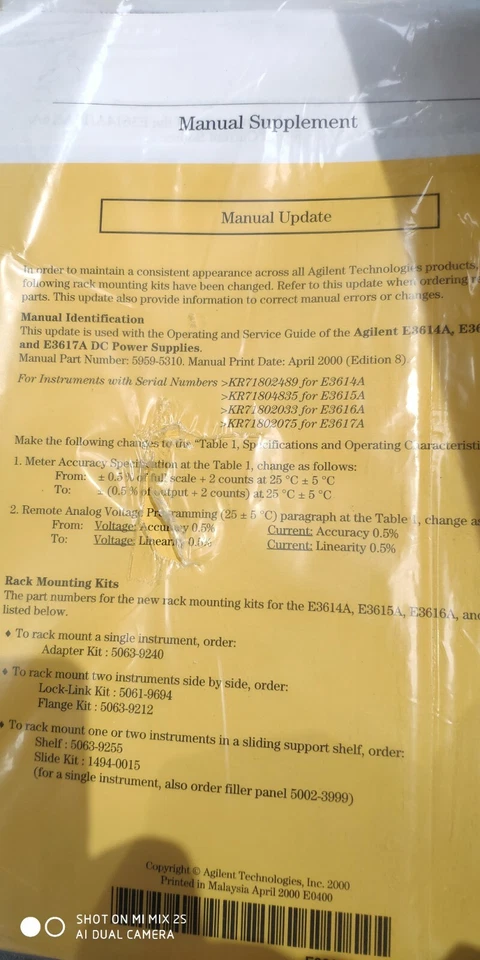 Manual Supplement
Manual Update
In order to maintain a consistent appearance across all Agilent Technologies products,
following rack mounting kits have been changed. Refer to this update when ordering
parts. This update also provide information to correct manual errors or changes.
Manual Identification
This update is used with the Operating and Service Guide of the Agilent E3614A,
and E3617A DC Power Supplies.
Manual Part Number: 5959-5310. Manual Print Date: April 2000 (Edition 8).
For Instruments with Serial Numbers >KR71802489 for E3614A
>KR71804835 for E3615A
>KR71802033 for E3616A
>KR71802075 for E3617A
Make the following changes to the "Table 1, Specifications and Operating
1. Meter Accuracy Specification at the Table 1, change as follows:
From: ± 0.5% of full scale + 2 counts at 25 °C ± 5 °C
To: ± (0.5 % of output + 2 counts) at 25 °C ± 5 °C
2. Remote Analog Voltage Programming (25 ± 5 °C) paragraph at the Table 1, change as
From: Voltage: Accuracy 0.5% Current: Accuracy 0.5%
To: Voltage: Linearity 0.5% Current: Linearity 0.5%
Rack Mounting Kits
The part numbers for the new rack mounting kits for the E3614A, E3615A, E3616A, and
listed below.
♦ To rack mount a single instrument, order:
Adapter Kit : 5063-9240
♦ To rack mount two instruments side by side, order:
Lock-Link Kit : 5061-9694
Flange Kit : 5063-9212
♦ To rack mount one or two instruments in a sliding support shelf, order:
Shelf : 5063-9255
Slide Kit : 1494-0015
(for a single instrument, also order filler panel 5002-3999)
Copyright © Agilent Technologies, Inc. 2000
Printed in Malaysia April 2000 E0400
SHOT ON MI MIX 2S
AI DUAL CAMERA